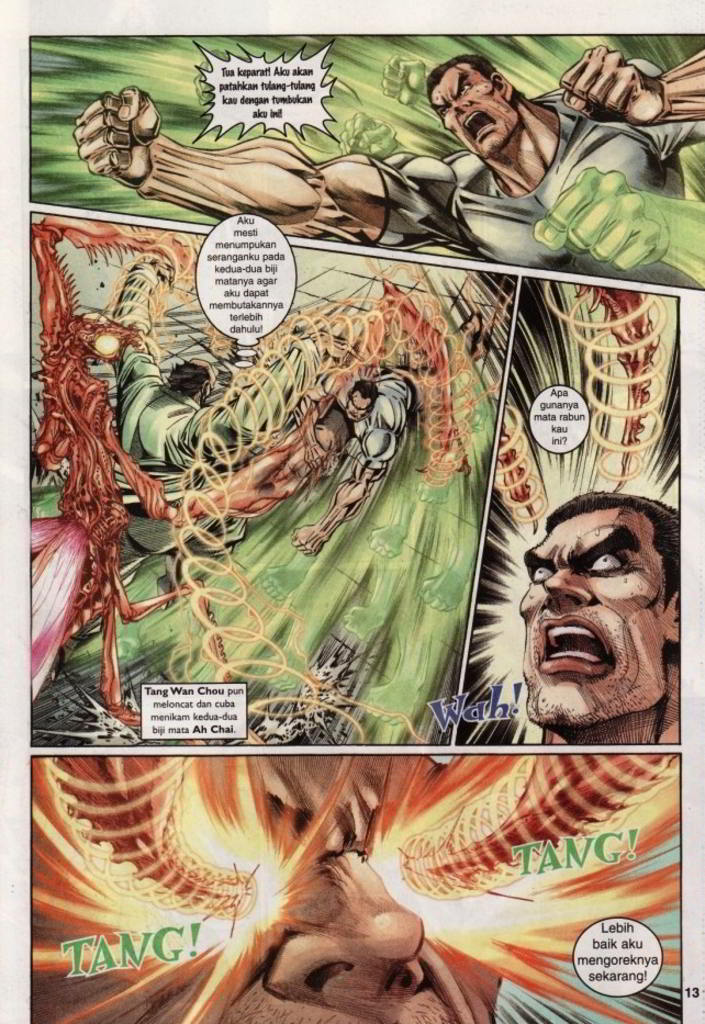 Tua keparat! Aku akan
patahkan tulang-tulang
kau dengan tumbukan
aku ini!
Aku
mesti
menumpukan
seranganku pada
kedua-dua biji
matanya agar
aku dapat
membutakannya
terlebih
dahulu!
Apa
gunanya
mata rabun
kau
ini?
Tang Wan Chou pun
meloncat dan cuba
menikam kedua-dua
biji mata Ah Chai.
Wah!
TANG!
TANG!
Lebih
baik aku
mengoreknya
sekarang!
13